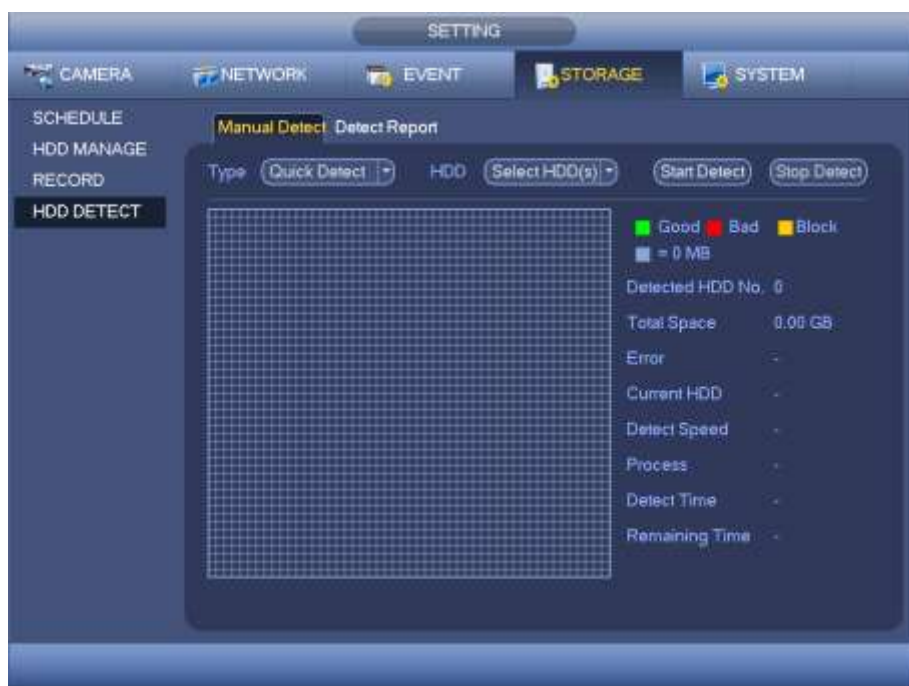 SETTING
CAMERA NETWORK EVENT STORAGE SYSTEM
SCHEDULE
HDD MANAGE
RECORD
HDD DETECT
Manual Detect Detect Report
Type Quick Detect HDD Select HDD(s) Start Detect Stop Detect
Good Bad Block
= 0 MB
Detected HDD No. 0
Total Space 0.00 GB
Error -
Current HDD -
Detect Speed -
Process -
Detect Time -
Remaining Time -